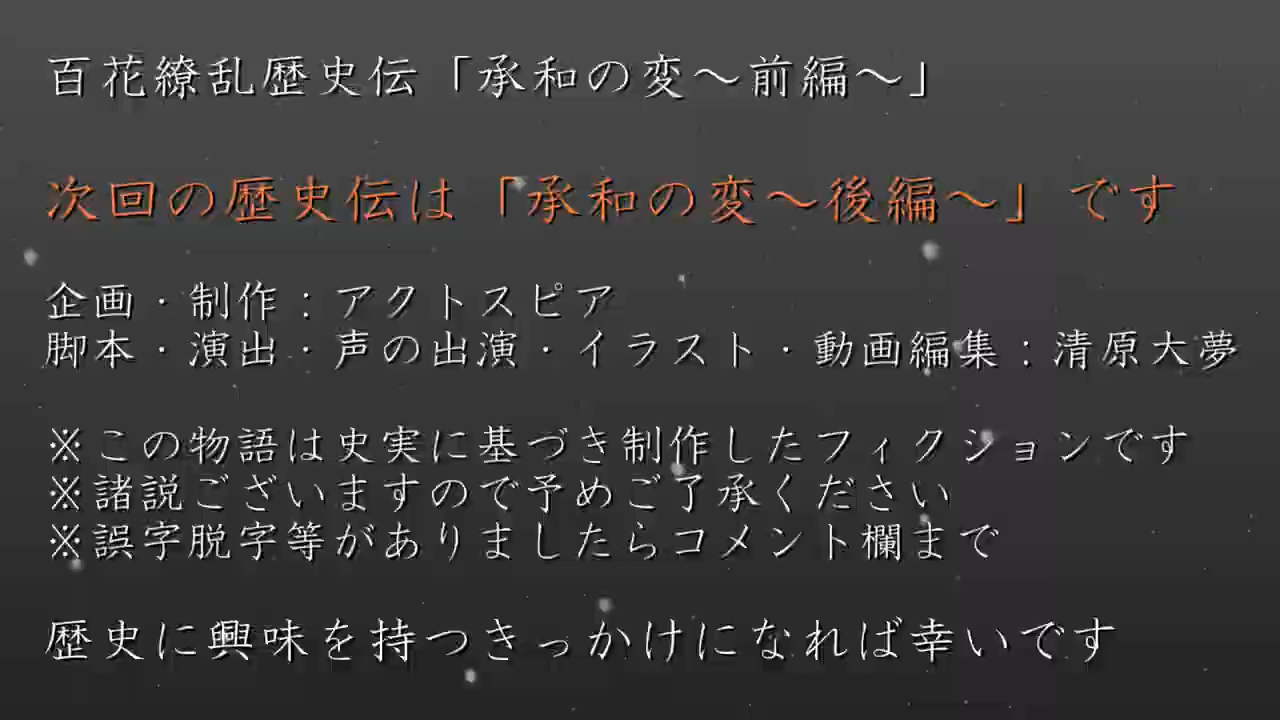 百花繚乱歴史伝「承和の変～前編～」
次回の歴史伝は「承和の変～後編～」です
企画・制作：アクトスピア
脚本・演出・声の出演・イラスト・動画編集：清原大夢
※この物語は史実に基づき制作したフィクションです
※諸説ございますので予めご了承ください
※誤字脱字等がありましたらコメント欄まで
歴史に興味を持つきっかけになれば幸いです